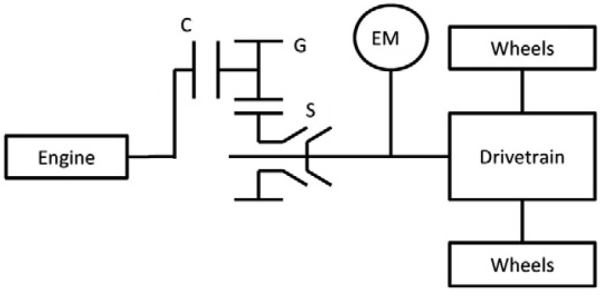 C
G
EM
Wheels
S
Engine
Drivetrain
Wheels